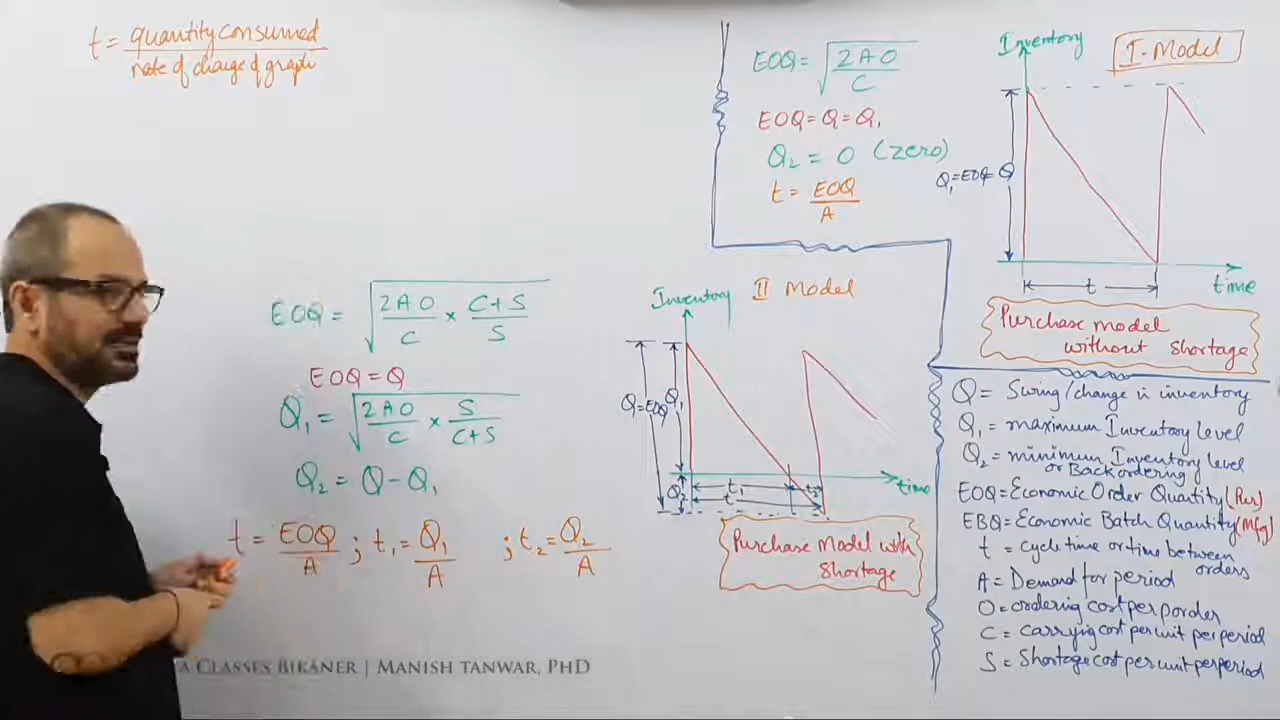 t = quantity consumed / rate of change of graph
EOQ = √(2AO / C)
EOQ = Q = Q₁
Q₂ = 0 (zero)
t = EOQ / A
Inventory
I-Model
Q₁=EOQ=Q
t
time
Purchase model
without shortage
EOQ = √(2AO / C × C+S / S)
EOQ = Q
Q₁ = √(2AO / C × S / C+S)
Q₂ = Q-Q₁
t = EOQ / A ; t₁ = Q₁ / A ; t₂ = Q₂ / A
Inventory
II Model
Q=EOQ
Q₁
Q₂
t₁
t₂
t
time
Purchase Model with
Shortage
Q = Swing/change in inventory
Q₁ = maximum Inventory level
Q₂ = minimum Inventory level
or Back ordering
EOQ = Economic Order Quantity (Pur)
EBQ = Economic Batch Quantity (Mfg)
t = cycle time or time between
orders
A = Demand for period
O = ordering cost per porder
C = carrying cost per unit per period
S = Shortage cost per unit per period
A Classes Bikaner | Manish Tanwar, PhD